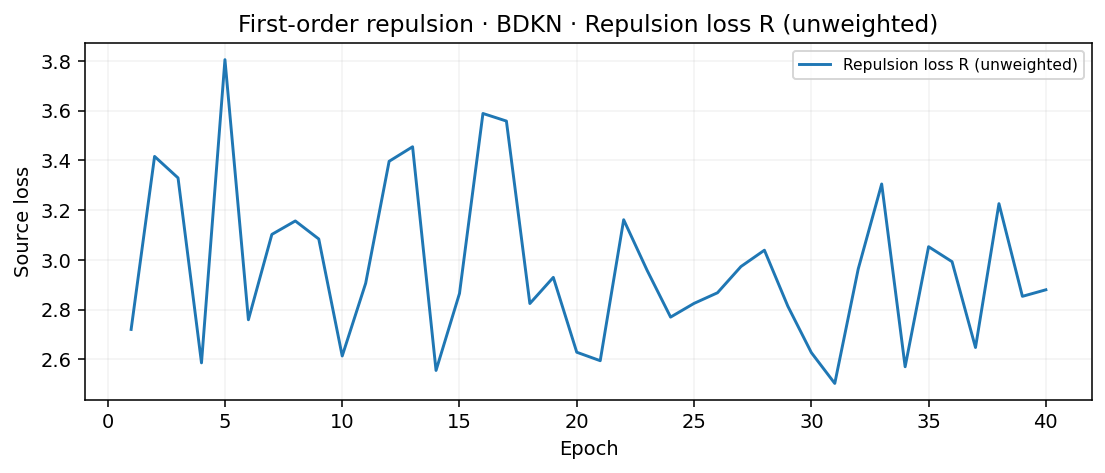 First-order repulsion · BDKN · Repulsion loss R (unweighted)
Repulsion loss R (unweighted)
Source loss
3.8
3.6
3.4
3.2
3.0
2.8
2.6
0 5 10 15 20 25 30 35 40
Epoch